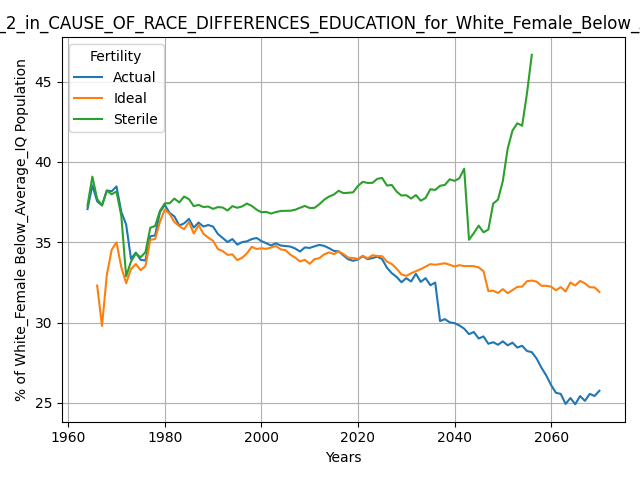 _2_in_CAUSE_OF_RACE_DIFFERENCES_EDUCATION_for_White_Female_Below_
Fertility
Actual
Ideal
Sterile
% of White_Female Below_Average_IQ Population
45
40
35
30
25
1960
1980
2000
2020
2040
2060
Years